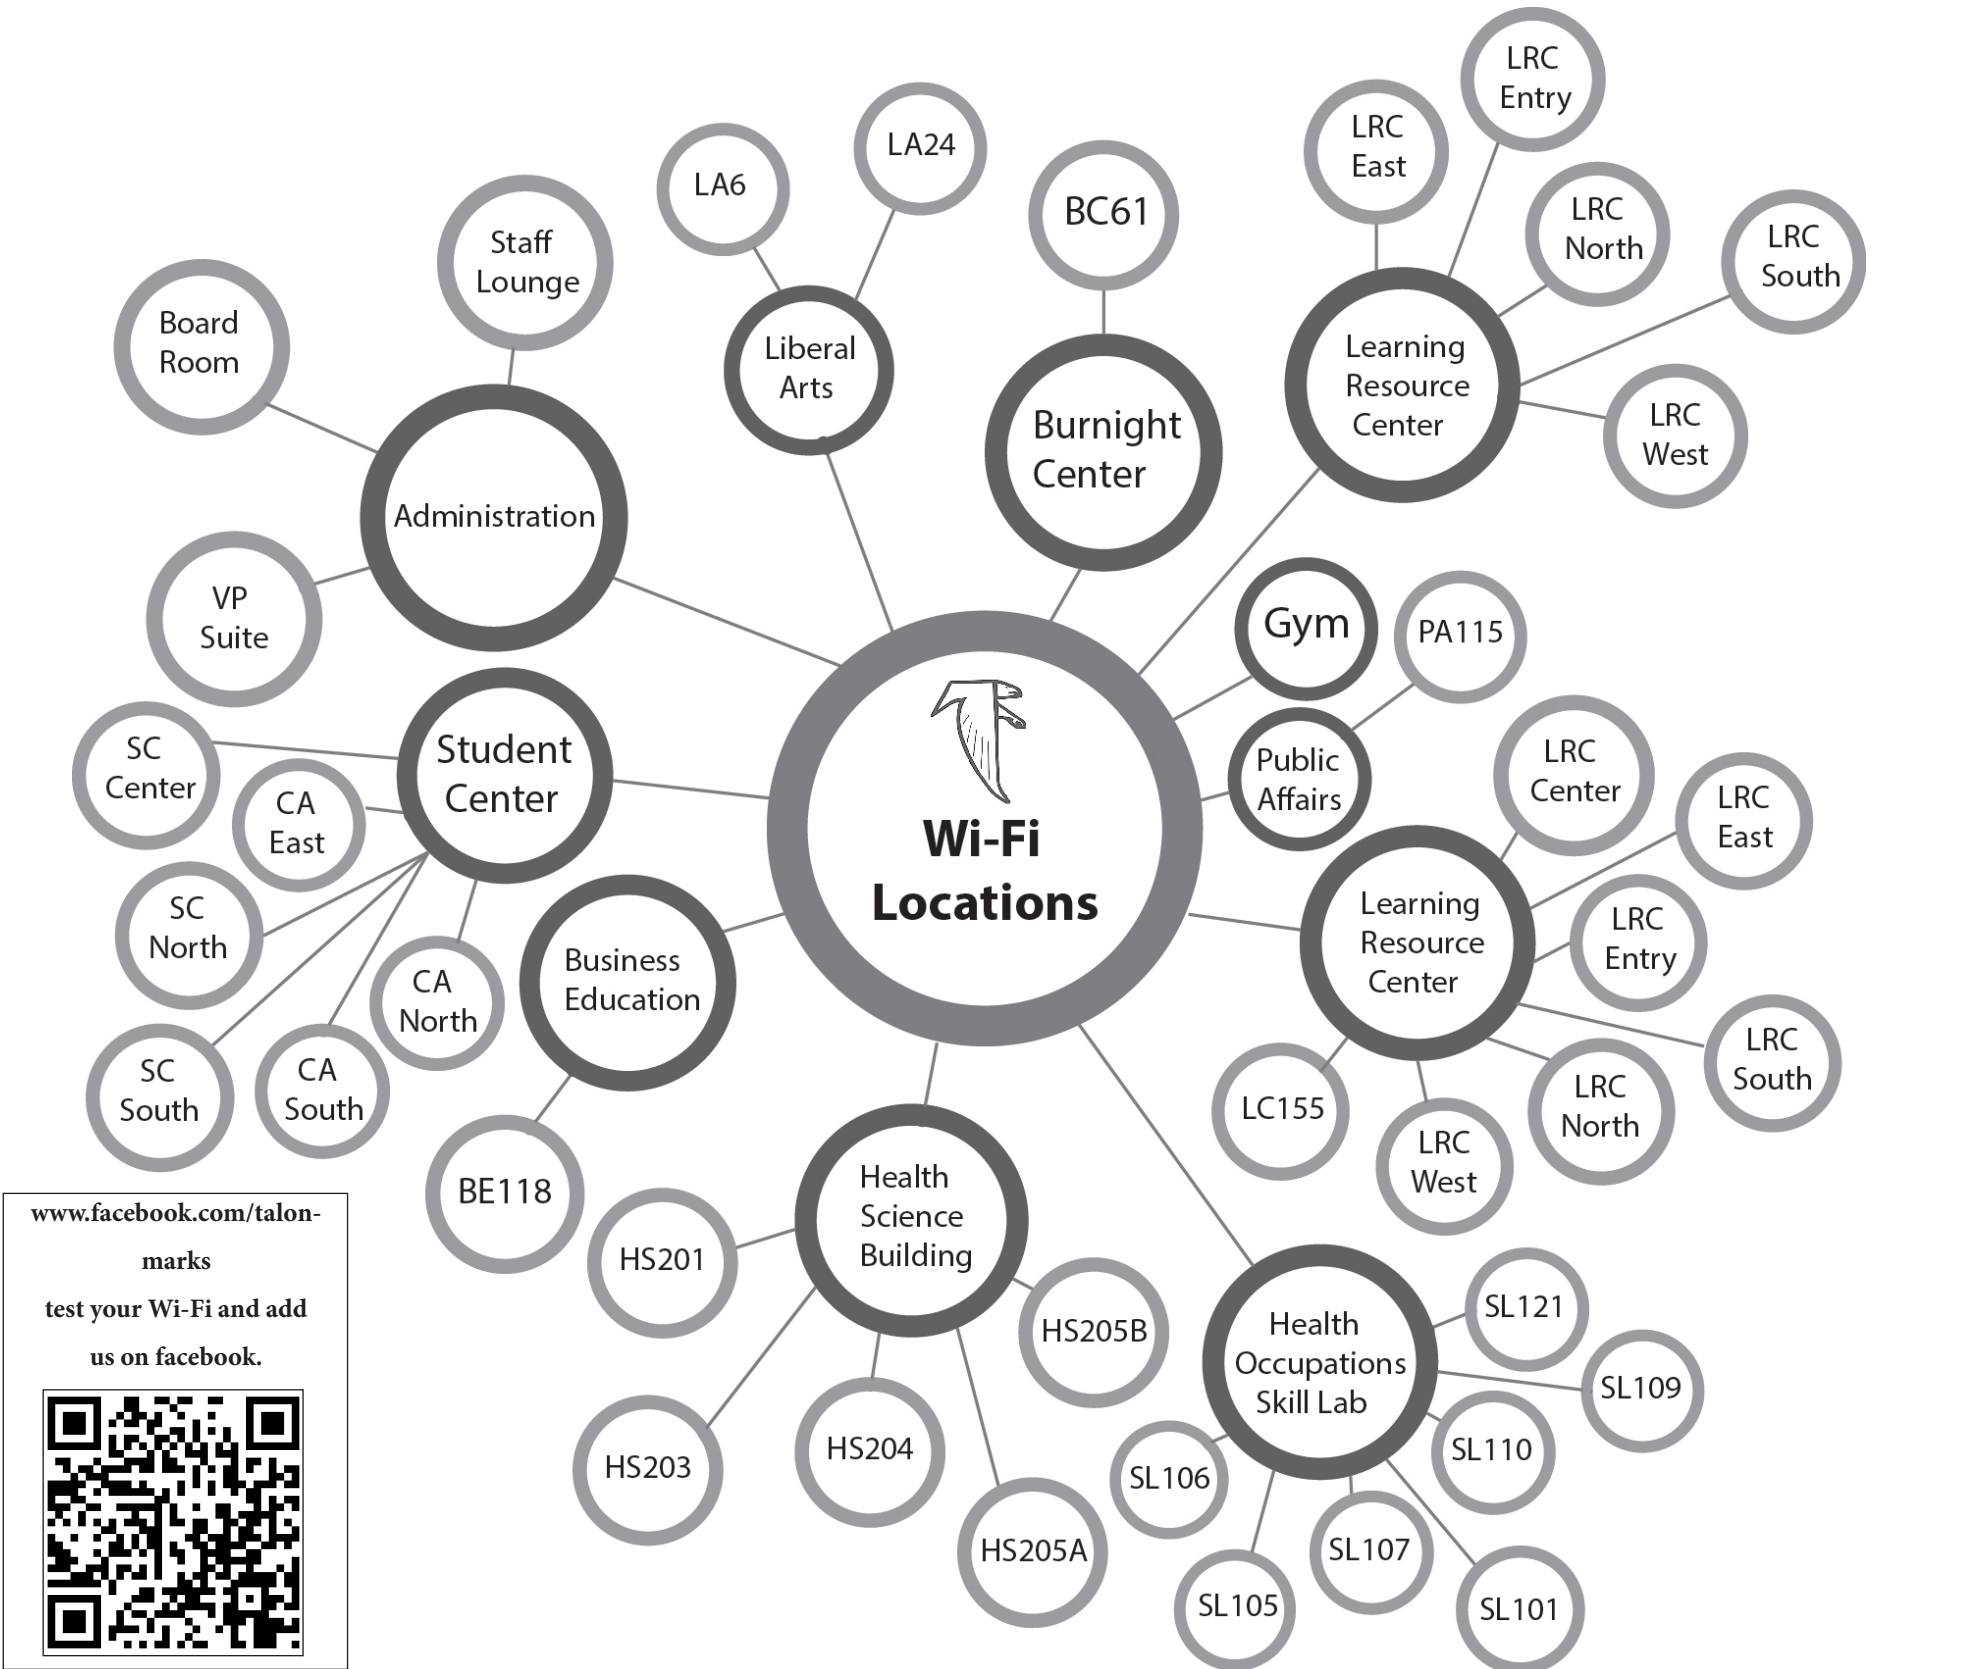 LRC
Entry
LRC
East
LA24
LA6
BC61
LRC
North
LRC
South
Staff
Lounge
Board
Room
Liberal
Arts
Learning
Resource
Center
Burnight
Center
LRC
West
Administration
VP
Suite
Gym
PA115
Student
Center
SC
Center
CA
East
Public
Affairs
LRC
Center
LRC
East
Wi-Fi
Locations
SC
North
CA
North
Business
Education
Learning
Resource
Center
LRC
Entry
SC
South
CA
South
LC155
LRC
West
LRC
North
LRC
South
BE118
Health
Science
Building
HS201
HS205B
HS203
HS204
HS205A
Health
Occupations
Skill Lab
SL121
SL109
SL110
SL106
SL107
SL105
SL101
www.facebook.com/talon-
marks
test your Wi-Fi and add
us on facebook.